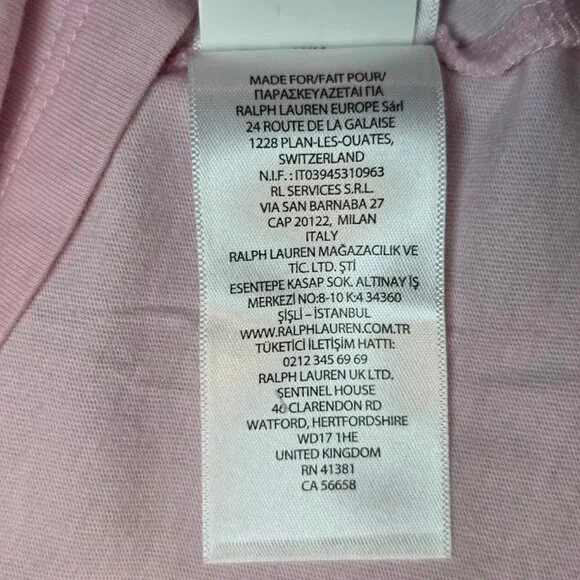 MADE FOR/FAIT POUR/
ΠΑΡΑΣΚΕΥΑΖΕΤΑΙ ΓΙΑ
RALPH LAUREN EUROPE Sárl
24 ROUTE DE LA GALAISE
1228 PLAN-LES-OUATES,
SWITZERLAND
N.I.F. : IT03945310963
RL SERVICES S.R.L.
VIA SAN BARNABA 27
CAP 20122, MILAN
ITALY
RALPH LAUREN MAĞAZACILIK VE
TİC. LTD. ŞTİ
ESENTEPE KASAP SOK. ALTINAY İŞ
MERKEZİ NO:8-10 K:4 34360
ŞİŞLİ – İSTANBUL
WWW.RALPHLAUREN.COM.TR
TÜKETİCİ İLETİŞİM HATTI:
0212 345 69 69
RALPH LAUREN UK LTD.
SENTINEL HOUSE
CLARENDON RD
WATFORD, HERTFORDSHIRE
WD17 1HE
UNITED KINGDOM
RN 41381
CA 56658